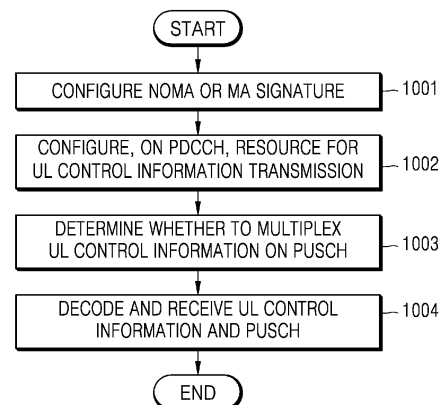 START
CONFIGURE NOMA OR MA SIGNATURE
1001
CONFIGURE, ON PDCCH, RESOURCE FOR
UL CONTROL INFORMATION TRANSMISSION
1002
DETERMINE WHETHER TO MULTIPLEX
UL CONTROL INFORMATION ON PUSCH
1003
DECODE AND RECEIVE UL CONTROL
INFORMATION AND PUSCH
1004
END